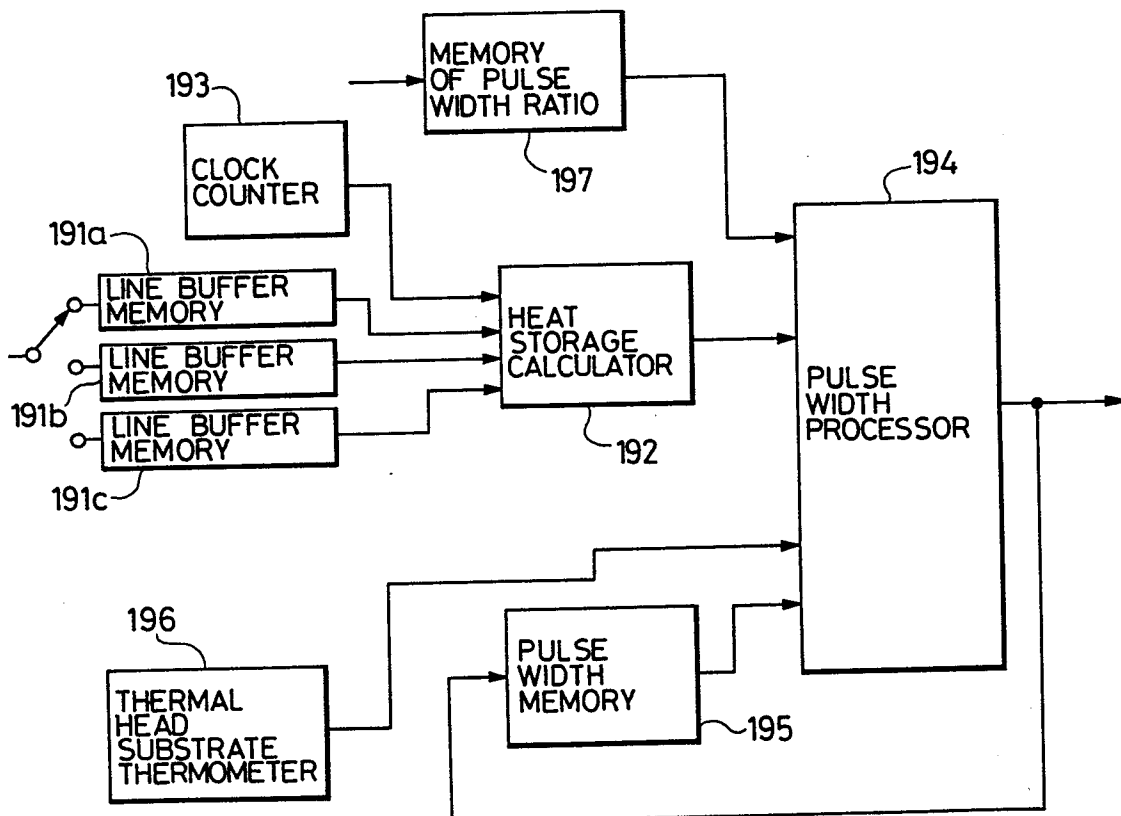 MEMORY
OF PULSE
WIDTH RATIO
197
193
CLOCK
COUNTER
194
191a
LINE BUFFER
MEMORY
LINE BUFFER
MEMORY
191b
LINE BUFFER
MEMORY
191c
HEAT
STORAGE
CALCULATOR
192
PULSE
WIDTH
PROCESSOR
196
THERMAL
HEAD
SUBSTRATE
THERMOMETER
PULSE
WIDTH
MEMORY
195